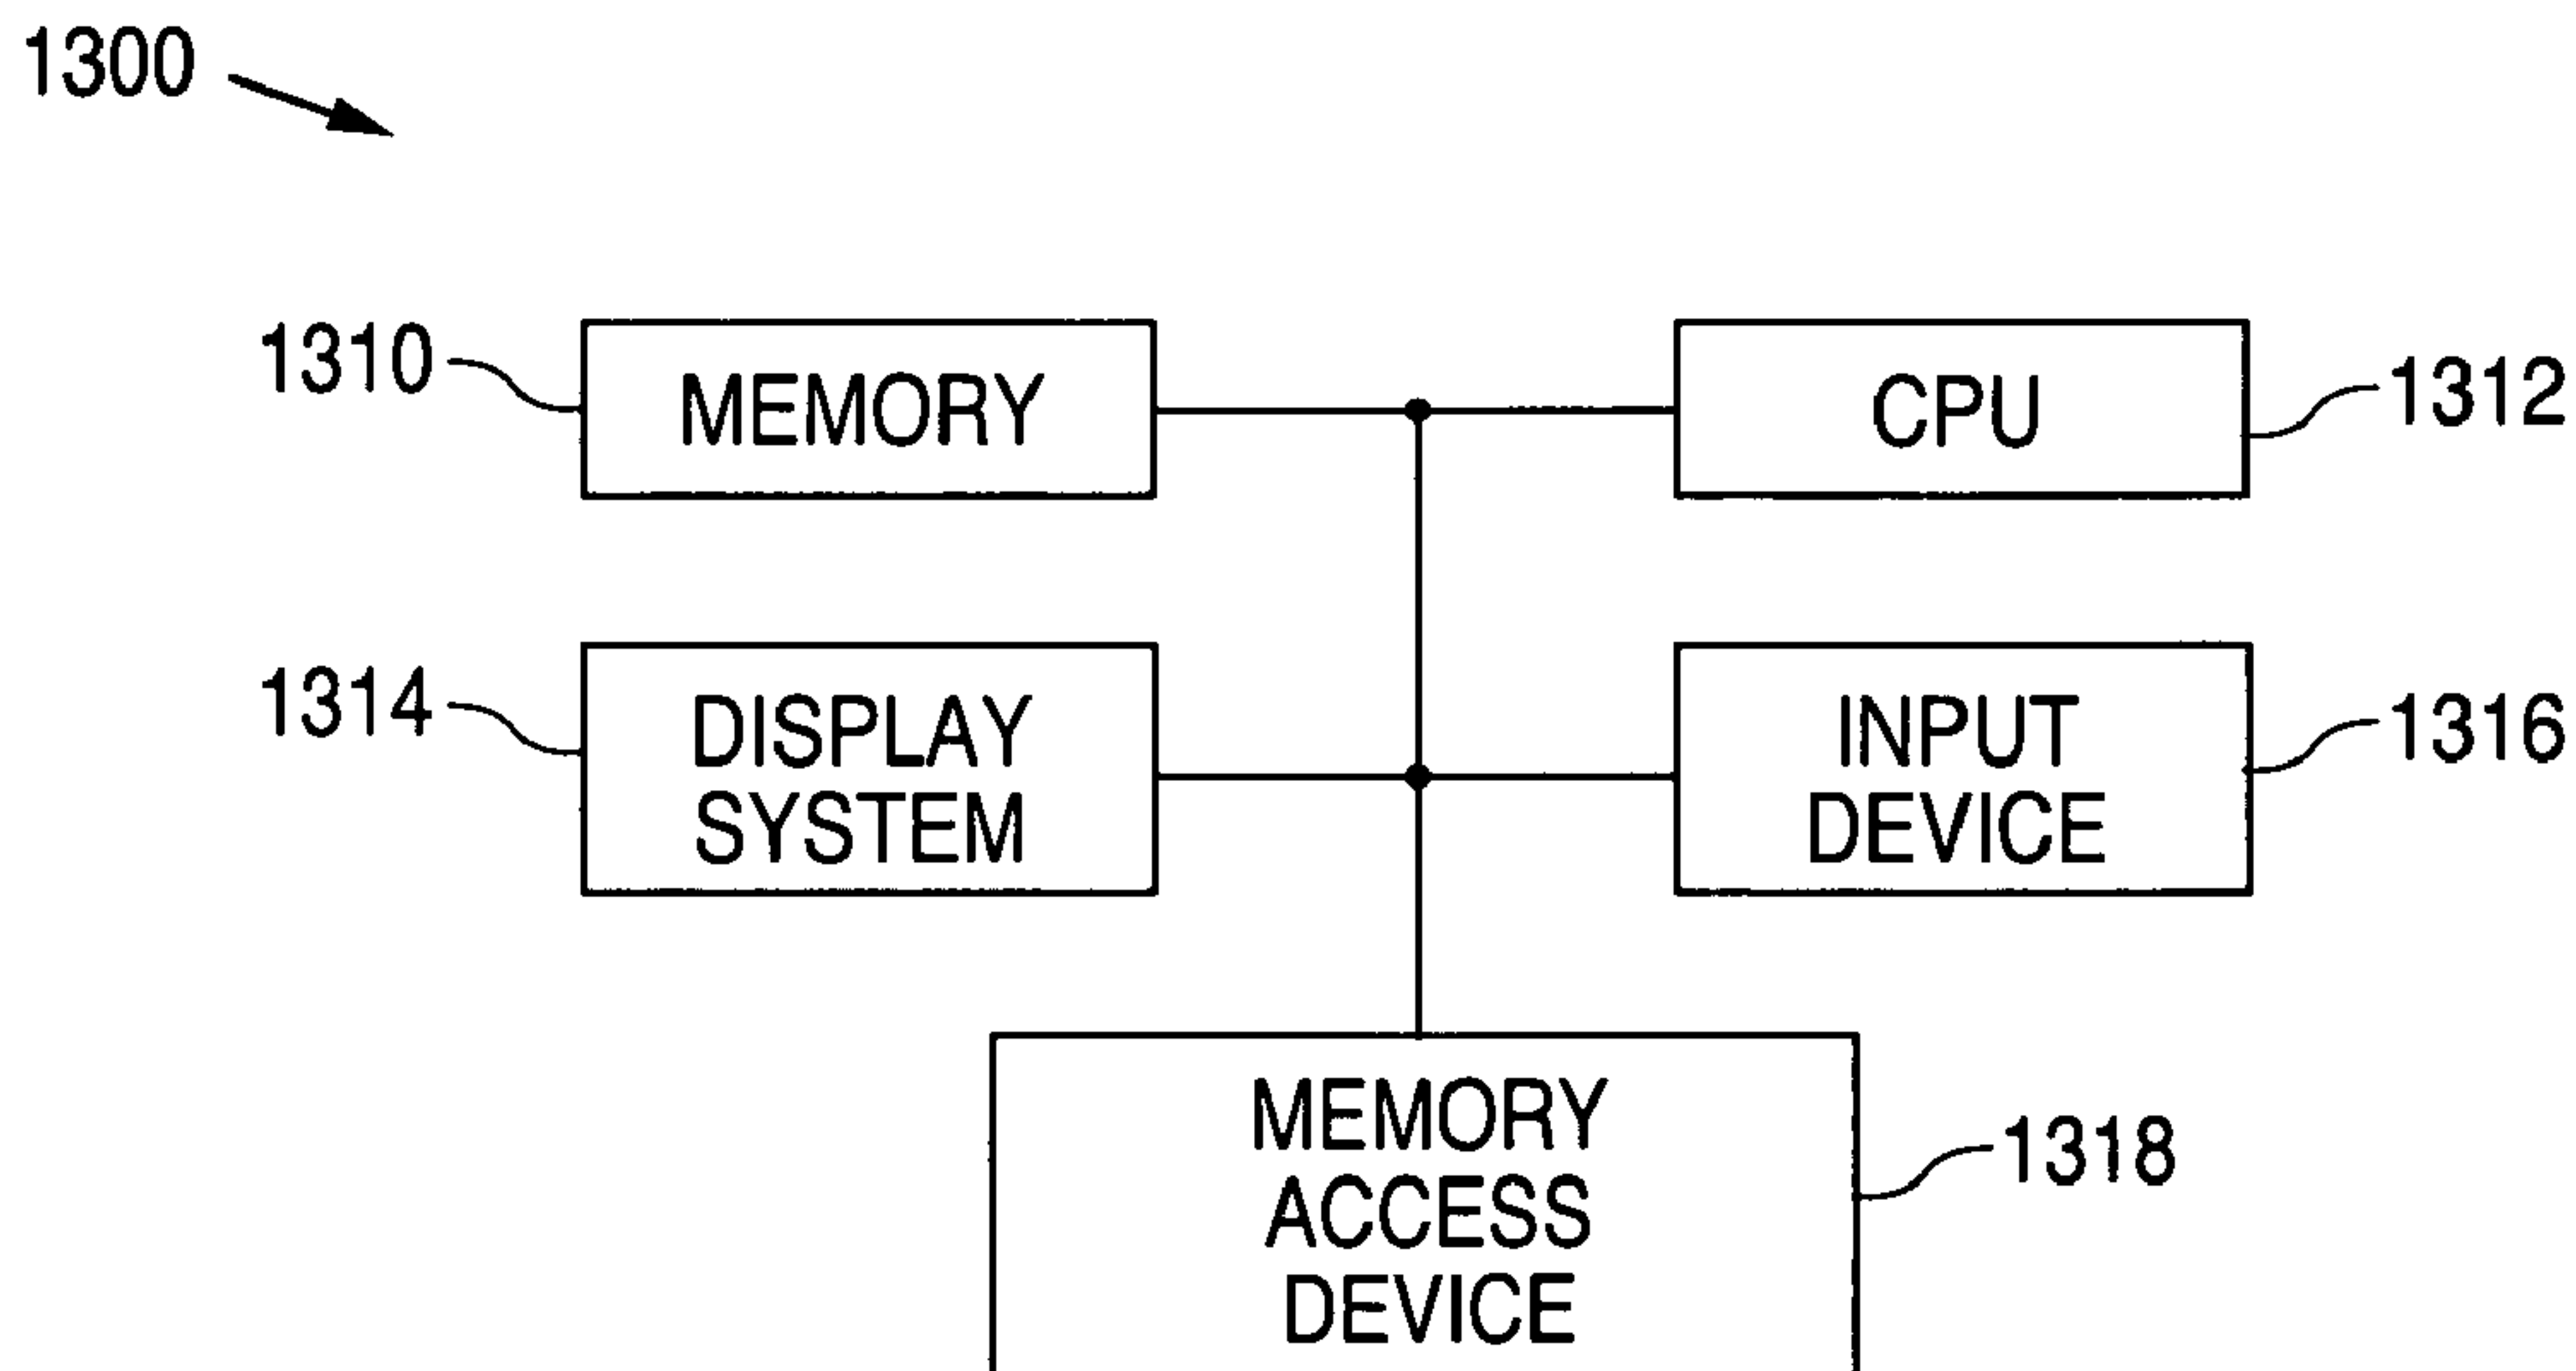 1300
1310
MEMORY
CPU
1312
1314
DISPLAY
SYSTEM
INPUT
DEVICE
1316
MEMORY
ACCESS
DEVICE
1318